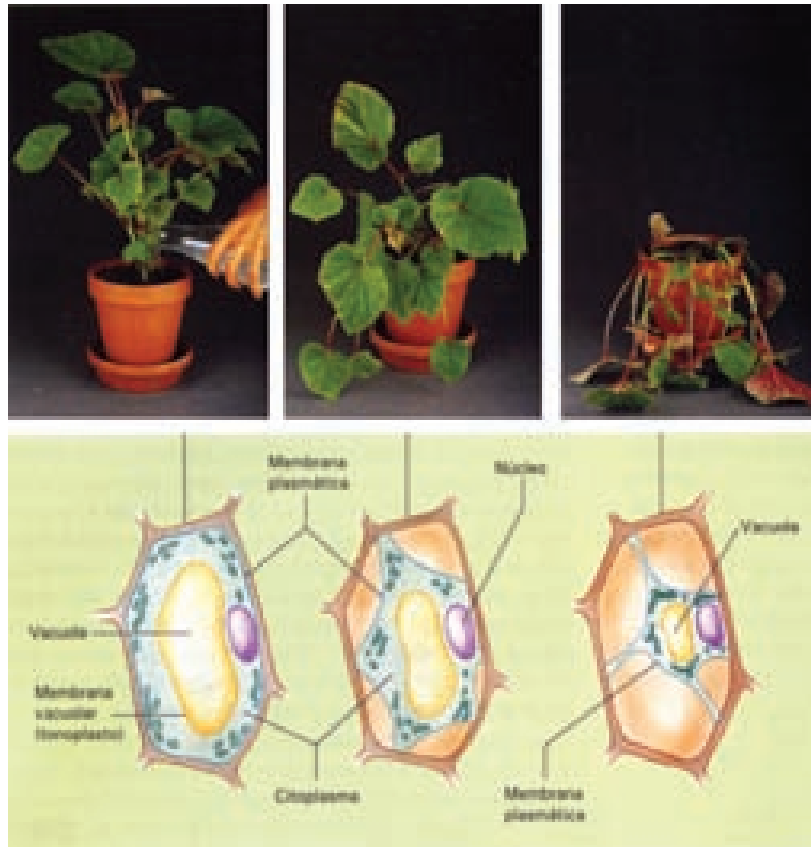 Membrana
plasmática
Núcleo
Vacuola
Vacuola
Membrana
vacuolar
(tonoplasto)
Citoplasma
Membrana
plasmática